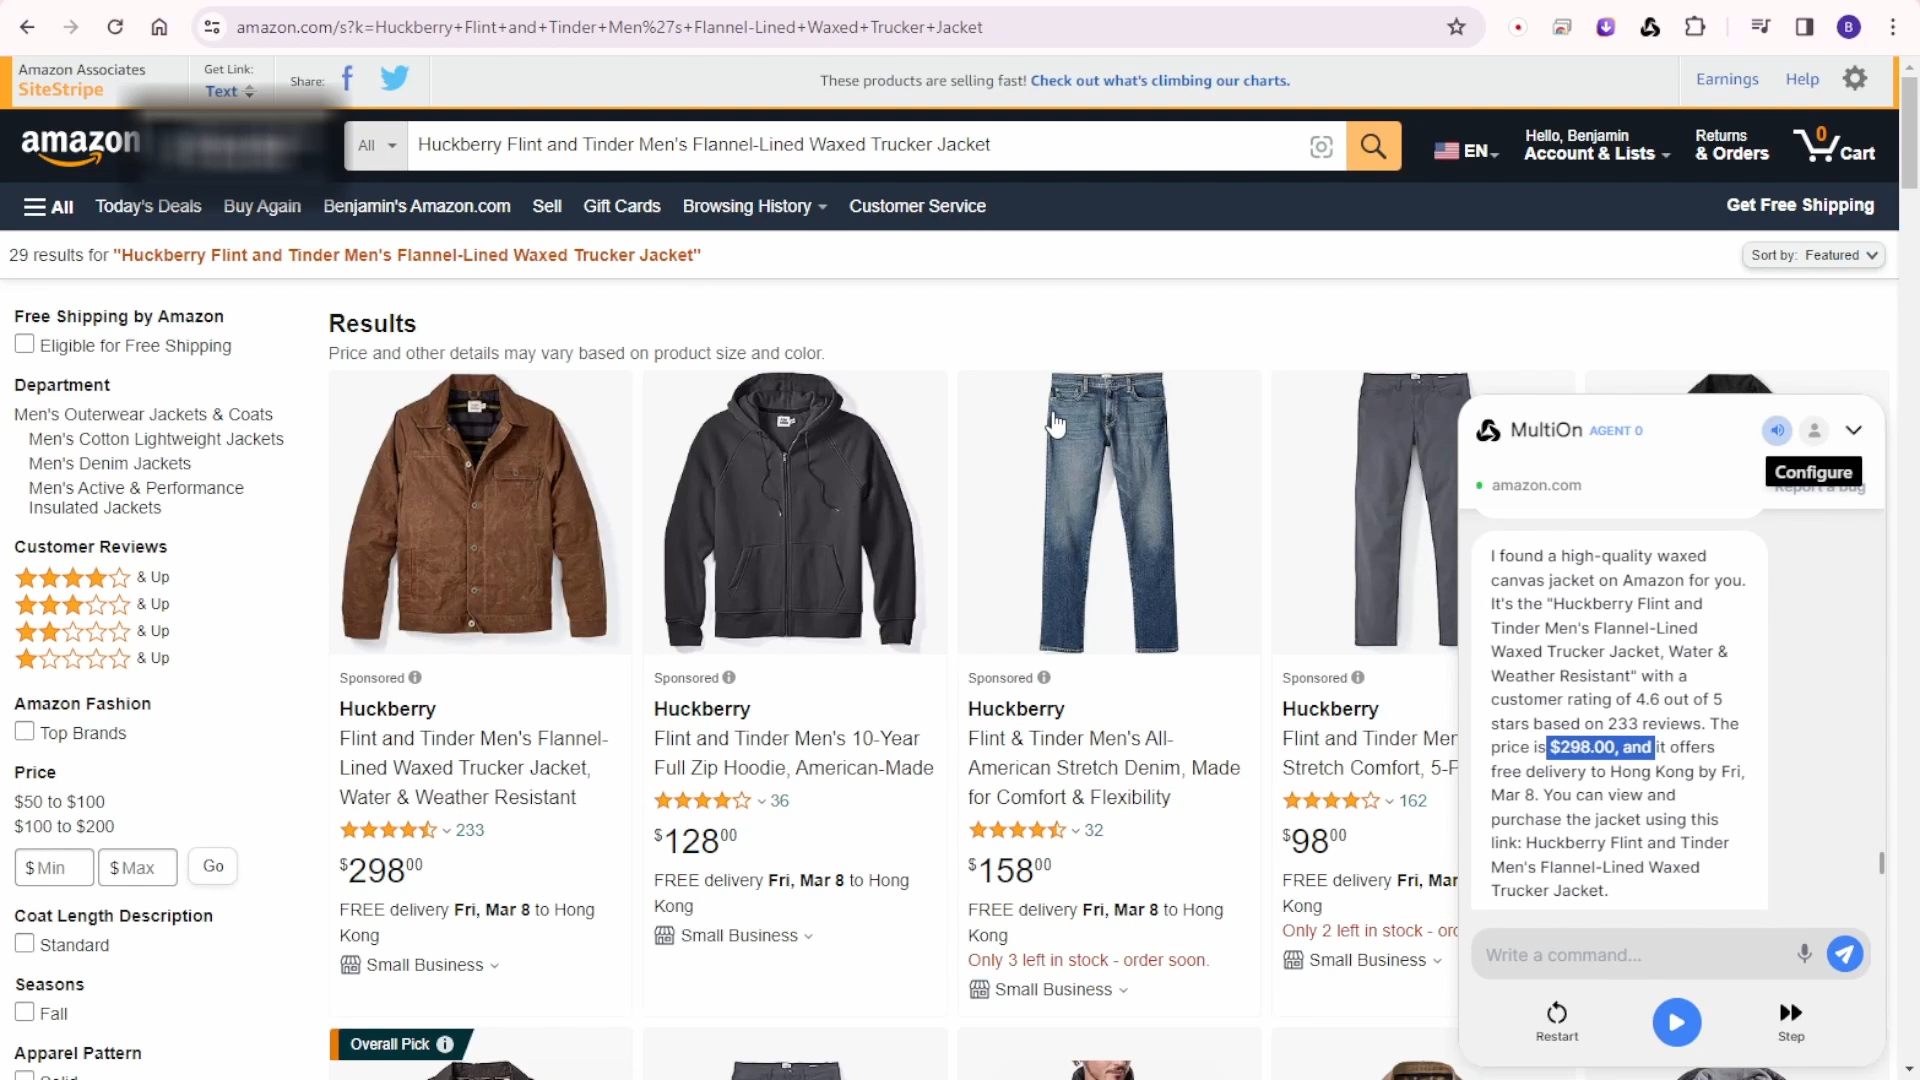 amazon.com/s?k=Huckberry+Flint+and+Tinder+Men%27s+Flannel-Lined+Waxed+Trucker+Jacket
B
Amazon Associates
SiteStripe
Get Link:
Text
Share:
These products are selling fast! Check out what's climbing our charts.
Earnings
Help
amazon
All
Huckberry Flint and Tinder Men's Flannel-Lined Waxed Trucker Jacket
EN
Hello, Benjamin
Account & Lists
Returns
& Orders
0
Cart
All
Today's Deals
Buy Again
Benjamin's Amazon.com
Sell
Gift Cards
Browsing History
Customer Service
Get Free Shipping
29 results for "Huckberry Flint and Tinder Men's Flannel-Lined Waxed Trucker Jacket"
Sort by: Featured
Free Shipping by Amazon
Eligible for Free Shipping
Department
Men's Outerwear Jackets & Coats
Men's Cotton Lightweight Jackets
Men's Denim Jackets
Men's Active & Performance
Insulated Jackets
Customer Reviews
& Up
& Up
& Up
& Up
Amazon Fashion
Top Brands
Price
$50 to $100
$100 to $200
$ Min
$ Max
Go
Coat Length Description
Standard
Seasons
Fall
Apparel Pattern
Solid
Results
Price and other details may vary based on product size and color.
Sponsored
Huckberry
Flint and Tinder Men's Flannel-
Lined Waxed Trucker Jacket,
Water & Weather Resistant
233
$29800
FREE delivery Fri, Mar 8 to Hong
Kong
Small Business
Overall Pick
Sponsored
Huckberry
Flint and Tinder Men's 10-Year
Full Zip Hoodie, American-Made
36
$12800
FREE delivery Fri, Mar 8 to Hong
Kong
Small Business
Sponsored
Huckberry
Flint & Tinder Men's All-
American Stretch Denim, Made
for Comfort & Flexibility
32
$15800
FREE delivery Fri, Mar 8 to Hong
Kong
Only 3 left in stock - order soon.
Small Business
Sponsored
Huckberry
Flint and Tinder Mer
Stretch Comfort, 5-P
162
$9800
FREE delivery Fri, Mar
Kong
Only 2 left in stock - orc
Small Business
MultiOn AGENT 0
Configure
amazon.com
Report a bug
I found a high-quality waxed
canvas jacket on Amazon for you.
It's the "Huckberry Flint and
Tinder Men's Flannel-Lined
Waxed Trucker Jacket, Water &
Weather Resistant" with a
customer rating of 4.6 out of 5
stars based on 233 reviews. The
price is $298.00, and it offers
free delivery to Hong Kong by Fri,
Mar 8. You can view and
purchase the jacket using this
link: Huckberry Flint and Tinder
Men's Flannel-Lined Waxed
Trucker Jacket.
Write a command...
Restart
Step